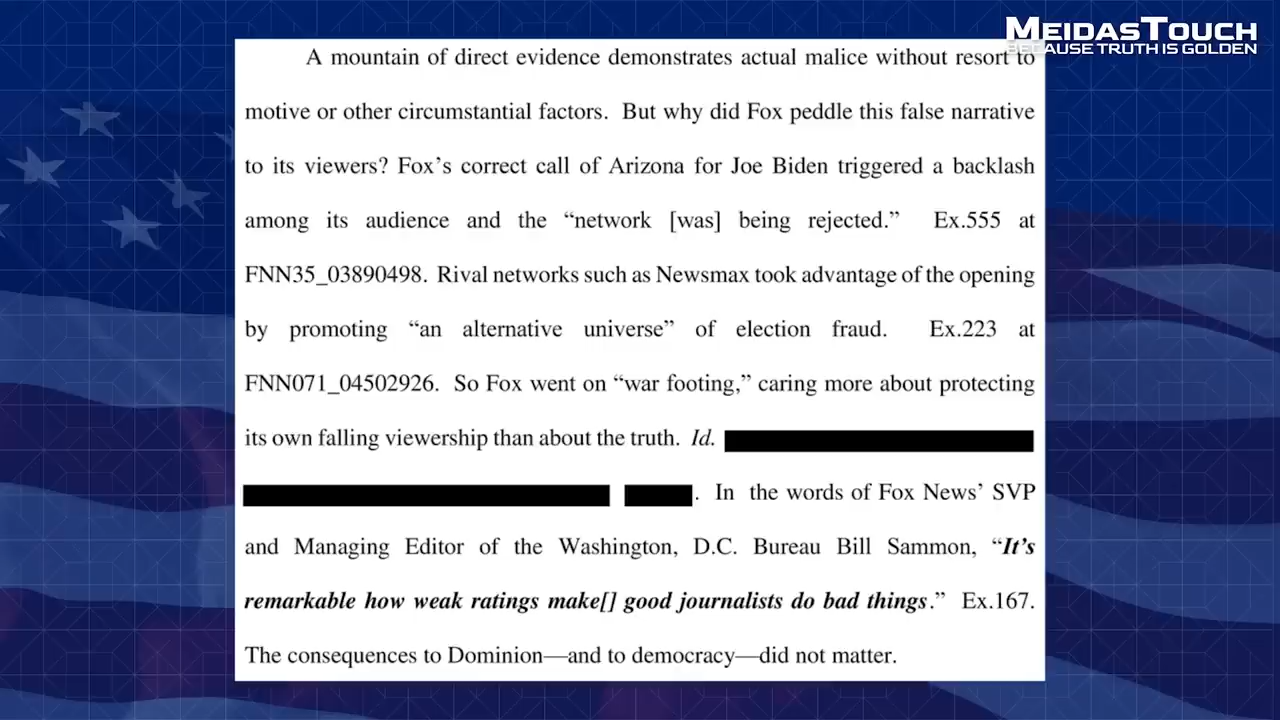 MEIDASTOUCH
BECAUSE TRUTH IS GOLDEN
A mountain of direct evidence demonstrates actual malice without resort to
motive or other circumstantial factors. But why did Fox peddle this false narrative
to its viewers? Fox’s correct call of Arizona for Joe Biden triggered a backlash
among its audience and the “network [was] being rejected.” Ex.555 at
FNN35_03890498. Rival networks such as Newsmax took advantage of the opening
by promoting “an alternative universe” of election fraud. Ex.223 at
FNN071_04502926. So Fox went on “war footing,” caring more about protecting
its own falling viewership than about the truth. Id.
. In the words of Fox News’ SVP
and Managing Editor of the Washington, D.C. Bureau Bill Sammon, “It’s
remarkable how weak ratings make[] good journalists do bad things.” Ex.167.
The consequences to Dominion—and to democracy—did not matter.